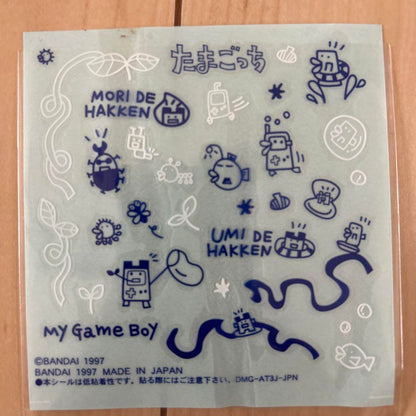 たまごっち
MORI DE
HAKKEN
UMI DE
HAKKEN
MY Game BOY
©BANDAI 1997
BANDAI 1997 MADE IN JAPAN
●本シールは低粘着性です。貼る際にはご注意下さい。DMG-AT3J-JPN